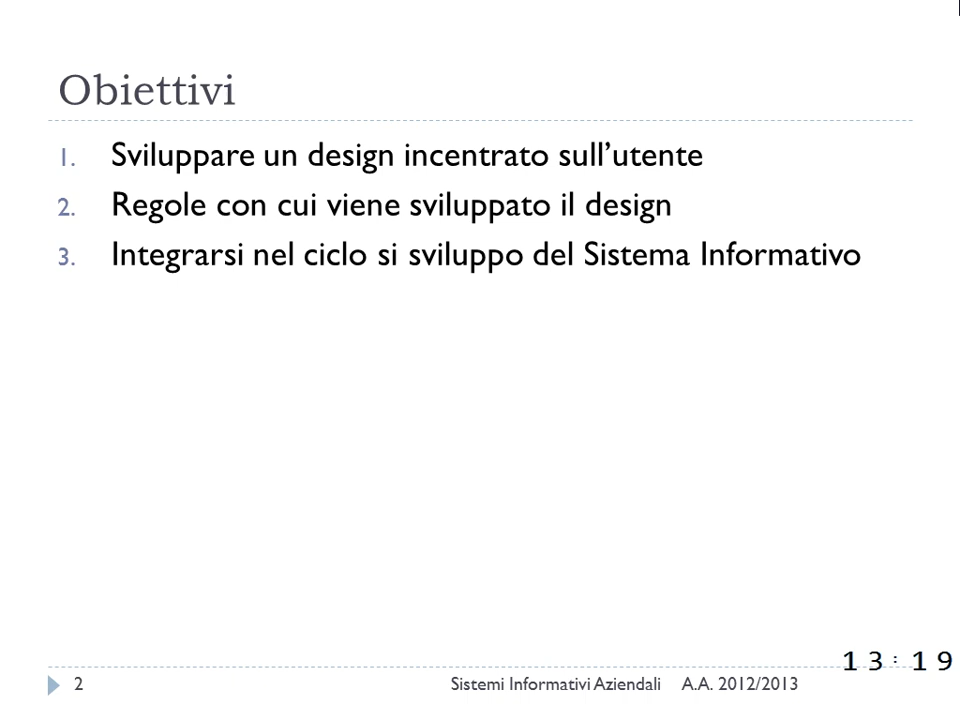 Obiettivi
1. Sviluppare un design incentrato sull’utente
2. Regole con cui viene sviluppato il design
3. Integrarsi nel ciclo si sviluppo del Sistema Informativo
13:19
2 Sistemi Informativi Aziendali A.A. 2012/2013